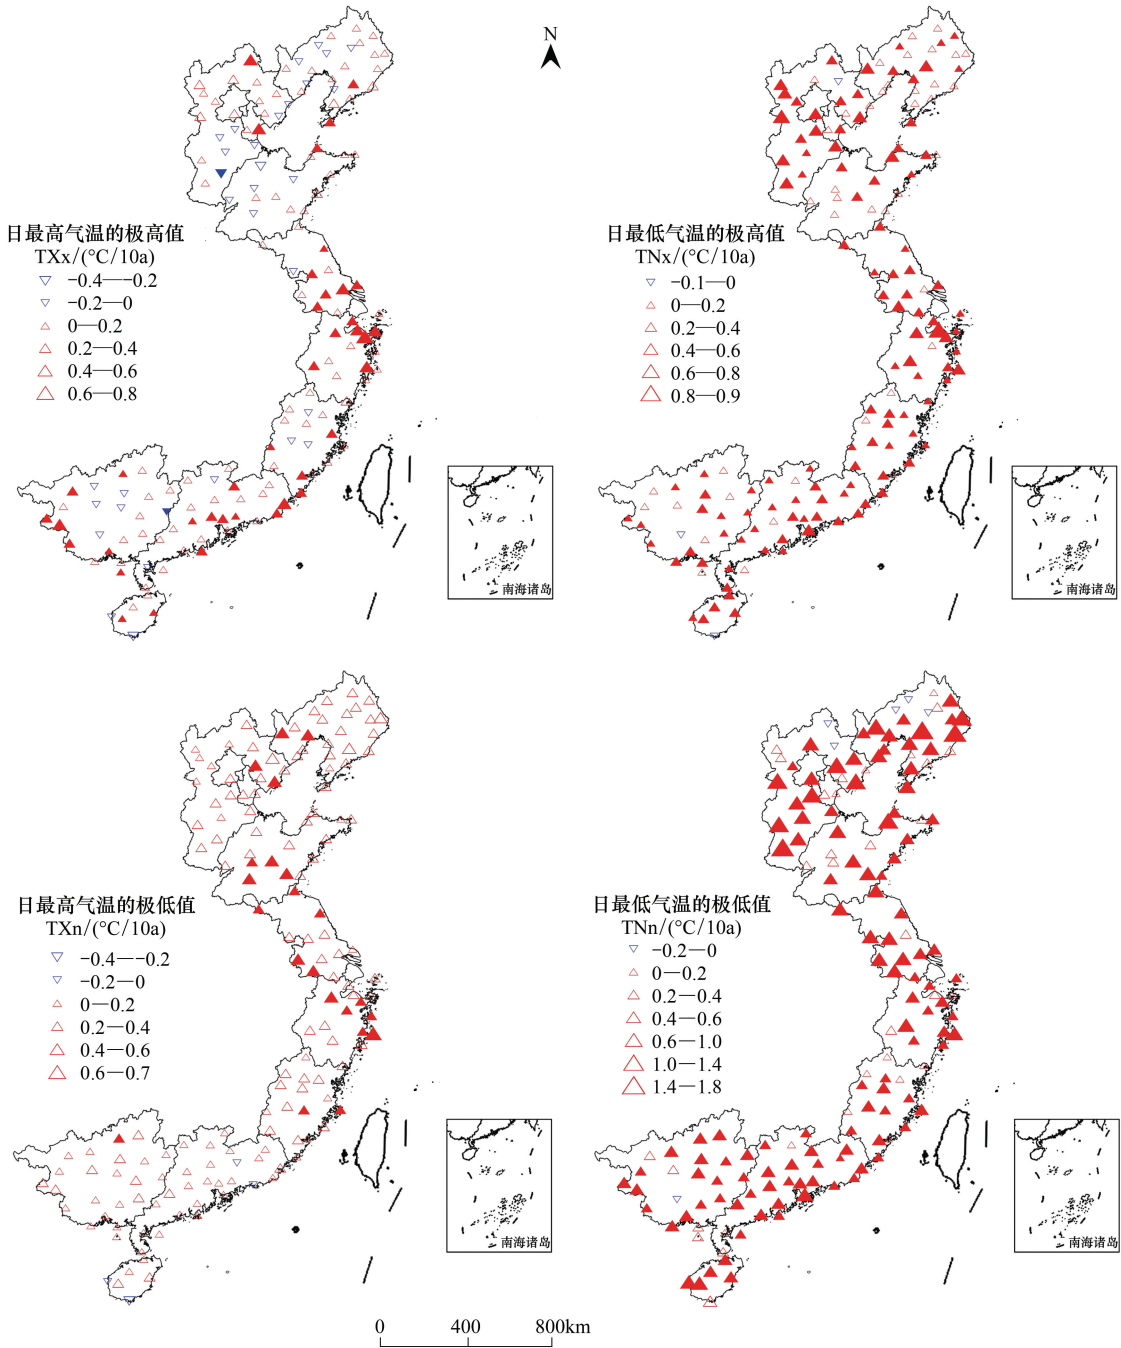 N
日最高气温的极高值
TXx/(°C/10a)
−0.4—−0.2
−0.2—0
0—0.2
0.2—0.4
0.4—0.6
0.6—0.8
南海诸岛
日最低气温的极高值
TNx/(°C/10a)
−0.1—0
0—0.2
0.2—0.4
0.4—0.6
0.6—0.8
0.8—0.9
南海诸岛
日最高气温的极低值
TXn/(°C/10a)
−0.4—−0.2
−0.2—0
0—0.2
0.2—0.4
0.4—0.6
0.6—0.7
南海诸岛
日最低气温的极低值
TNn/(°C/10a)
−0.2—0
0—0.2
0.2—0.4
0.4—0.6
0.6—1.0
1.0—1.4
1.4—1.8
南海诸岛
0 400 800km